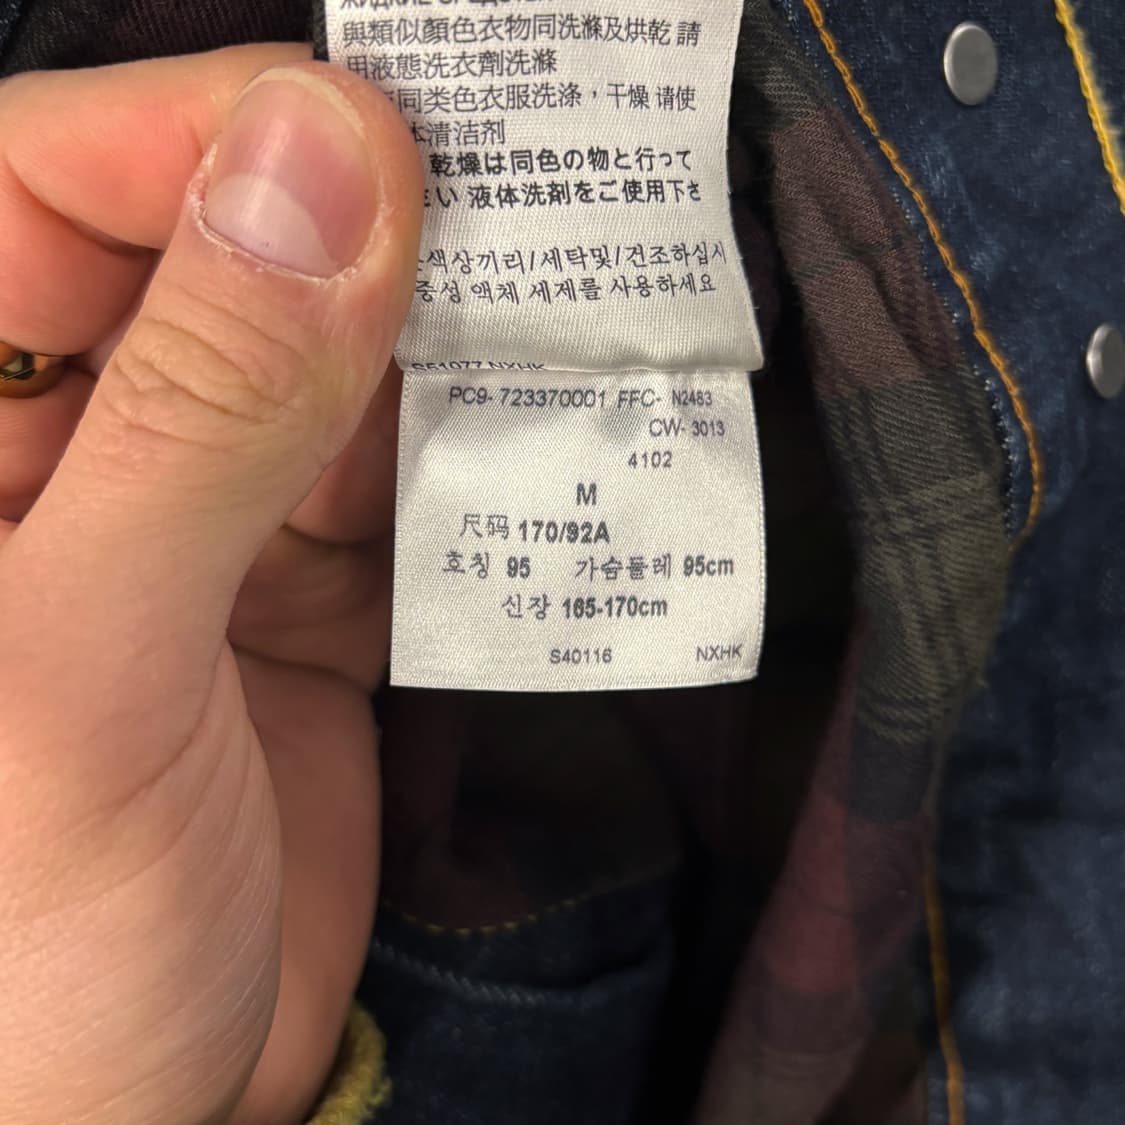 與類似顏色衣物同洗滌及烘乾 請
用液態洗衣劑洗滌
同类色衣服洗涤，干燥 请使
体清洁剂
乾燥は同色の物と行って
さい 液体洗剤をご使用下さ
색상끼리/세탁및/건조하십시
중성 액체 세제를 사용하세요
NXHK
PC9- 723370001 FFC- N2483
CW- 3013
4102
M
尺码 170/92A
호칭 95 가슴둘레 95cm
신장 165-170cm
S40116 NXHK